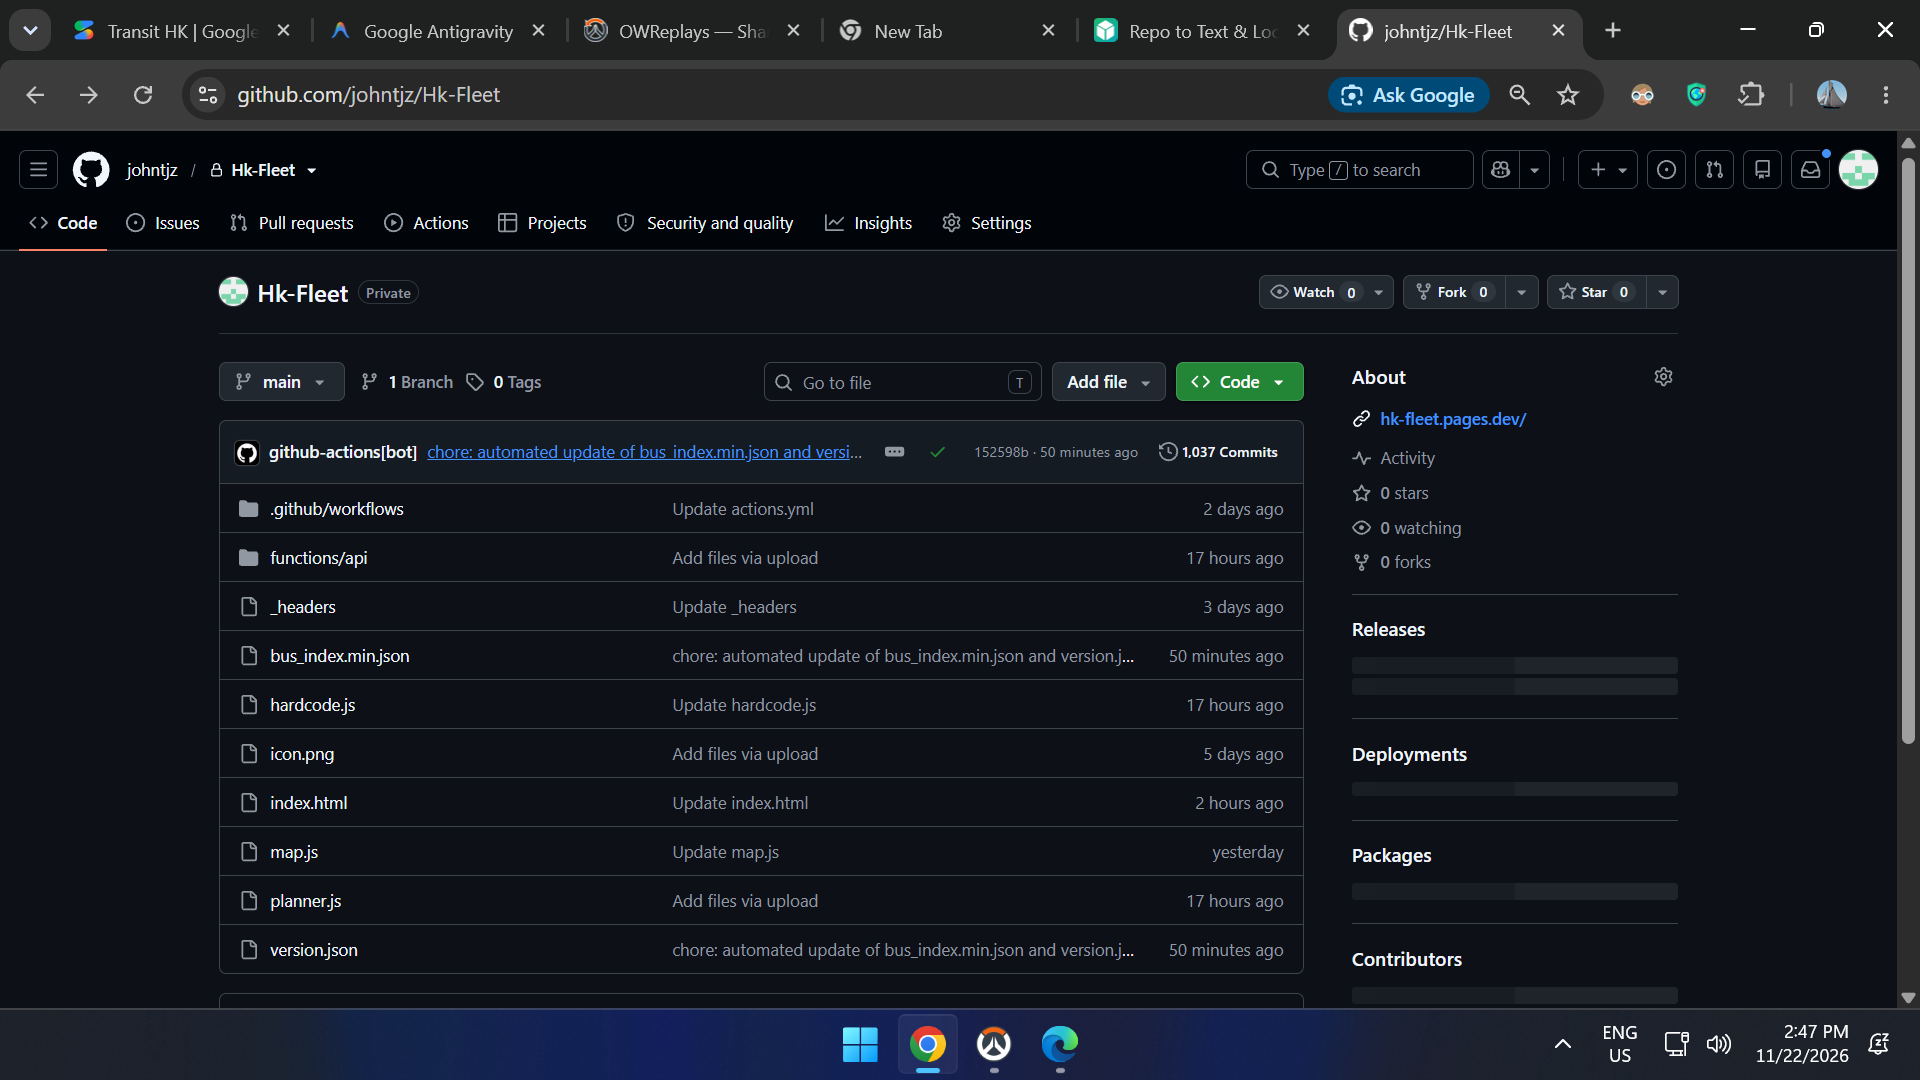 Transit HK | Google
Google Antigravity
OWReplays — Sha
New Tab
Repo to Text & Loc
johntjz/Hk-Fleet
github.com/johntjz/Hk-Fleet
Ask Google
johntjz / Hk-Fleet
Type / to search
Code
Issues
Pull requests
Actions
Projects
Security and quality
Insights
Settings
Hk-Fleet Private
Watch 0
Fork 0
Star 0
main
1 Branch
0 Tags
Go to file T
Add file
Code
github-actions[bot] chore: automated update of bus_index.min.json and versi... 152598b · 50 minutes ago 1,037 Commits
.github/workflows Update actions.yml 2 days ago
functions/api Add files via upload 17 hours ago
_headers Update _headers 3 days ago
bus_index.min.json chore: automated update of bus_index.min.json and version.j... 50 minutes ago
hardcode.js Update hardcode.js 17 hours ago
icon.png Add files via upload 5 days ago
index.html Update index.html 2 hours ago
map.js Update map.js yesterday
planner.js Add files via upload 17 hours ago
version.json chore: automated update of bus_index.min.json and version.j... 50 minutes ago
About
hk-fleet.pages.dev/
Activity
0 stars
0 watching
0 forks
Releases
Deployments
Packages
Contributors
ENG
US
2:47 PM
11/22/2026